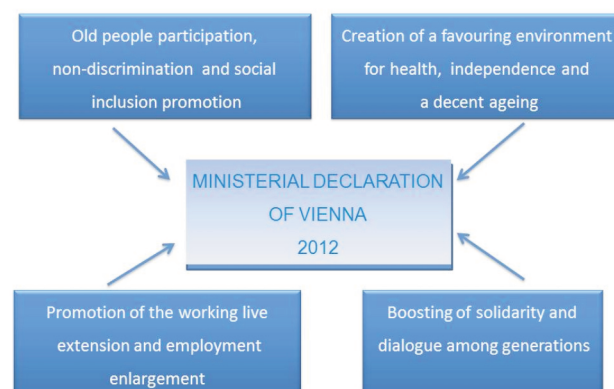 Old people participation,
non-discrimination and social
inclusion promotion
Creation of a favouring environment
for health, independence and
a decent ageing
MINISTERIAL DECLARATION
OF VIENNA
2012
Promotion of the working live
extension and employment
enlargement
Boosting of solidarity and
dialogue among generations